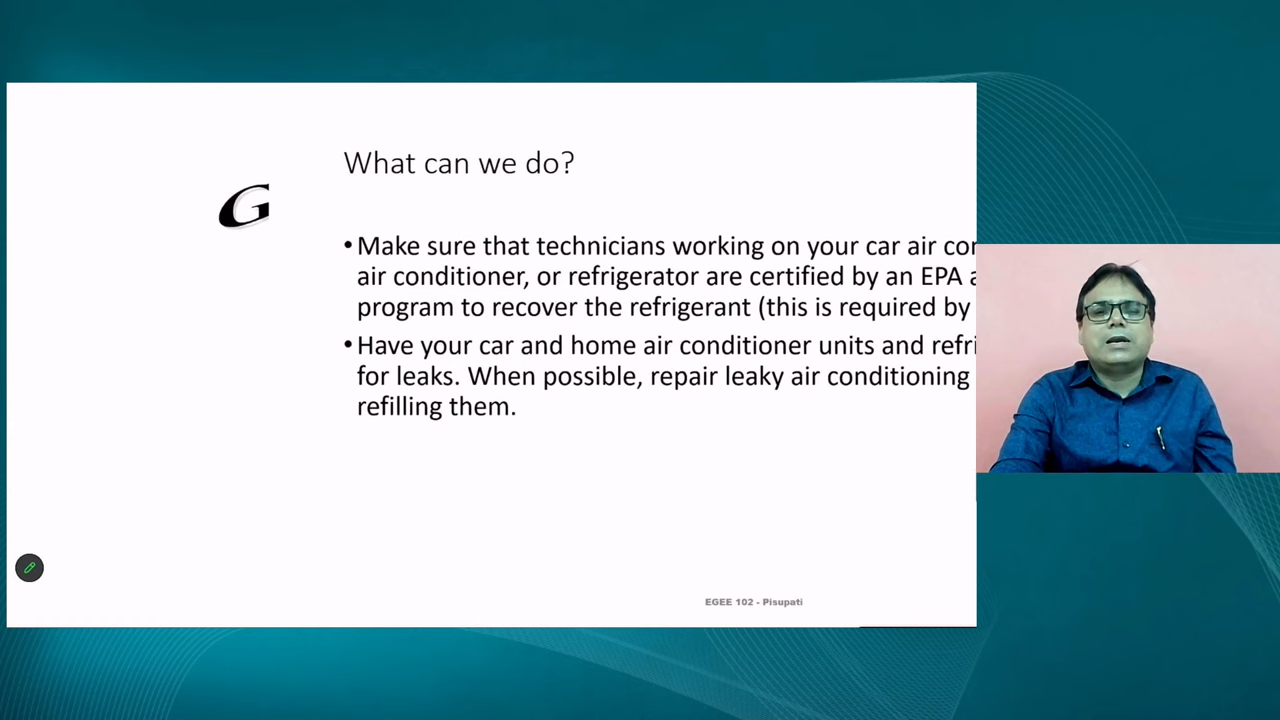 What can we do?
G
•Make sure that technicians working on your car air
air conditioner, or refrigerator are certified by an EPA
program to recover the refrigerant (this is required by
•Have your car and home air conditioner units and
for leaks. When possible, repair leaky air conditioning
refilling them.
EGEE 102 - Pisupati